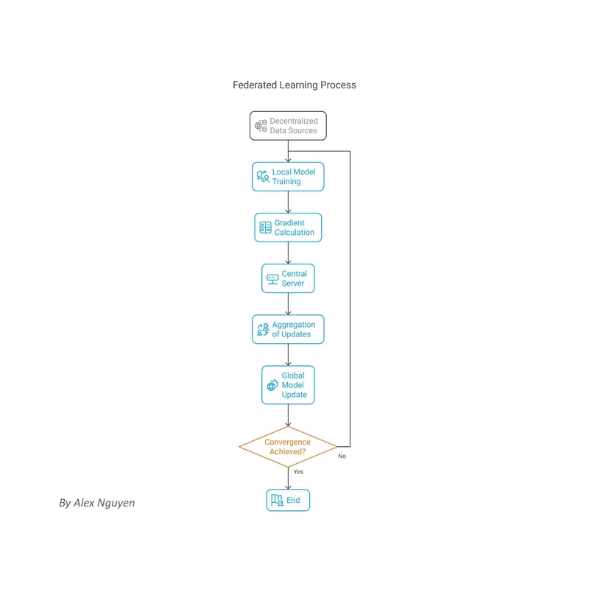 Federated Learning Process
Decentralized
Data Sources
Local Model
Training
Gradient
Calculation
Central
Server
Aggregation
of Updates
Global
Model
Update
Convergence
Achieved?
No
Yes
End
By Alex Nguyen